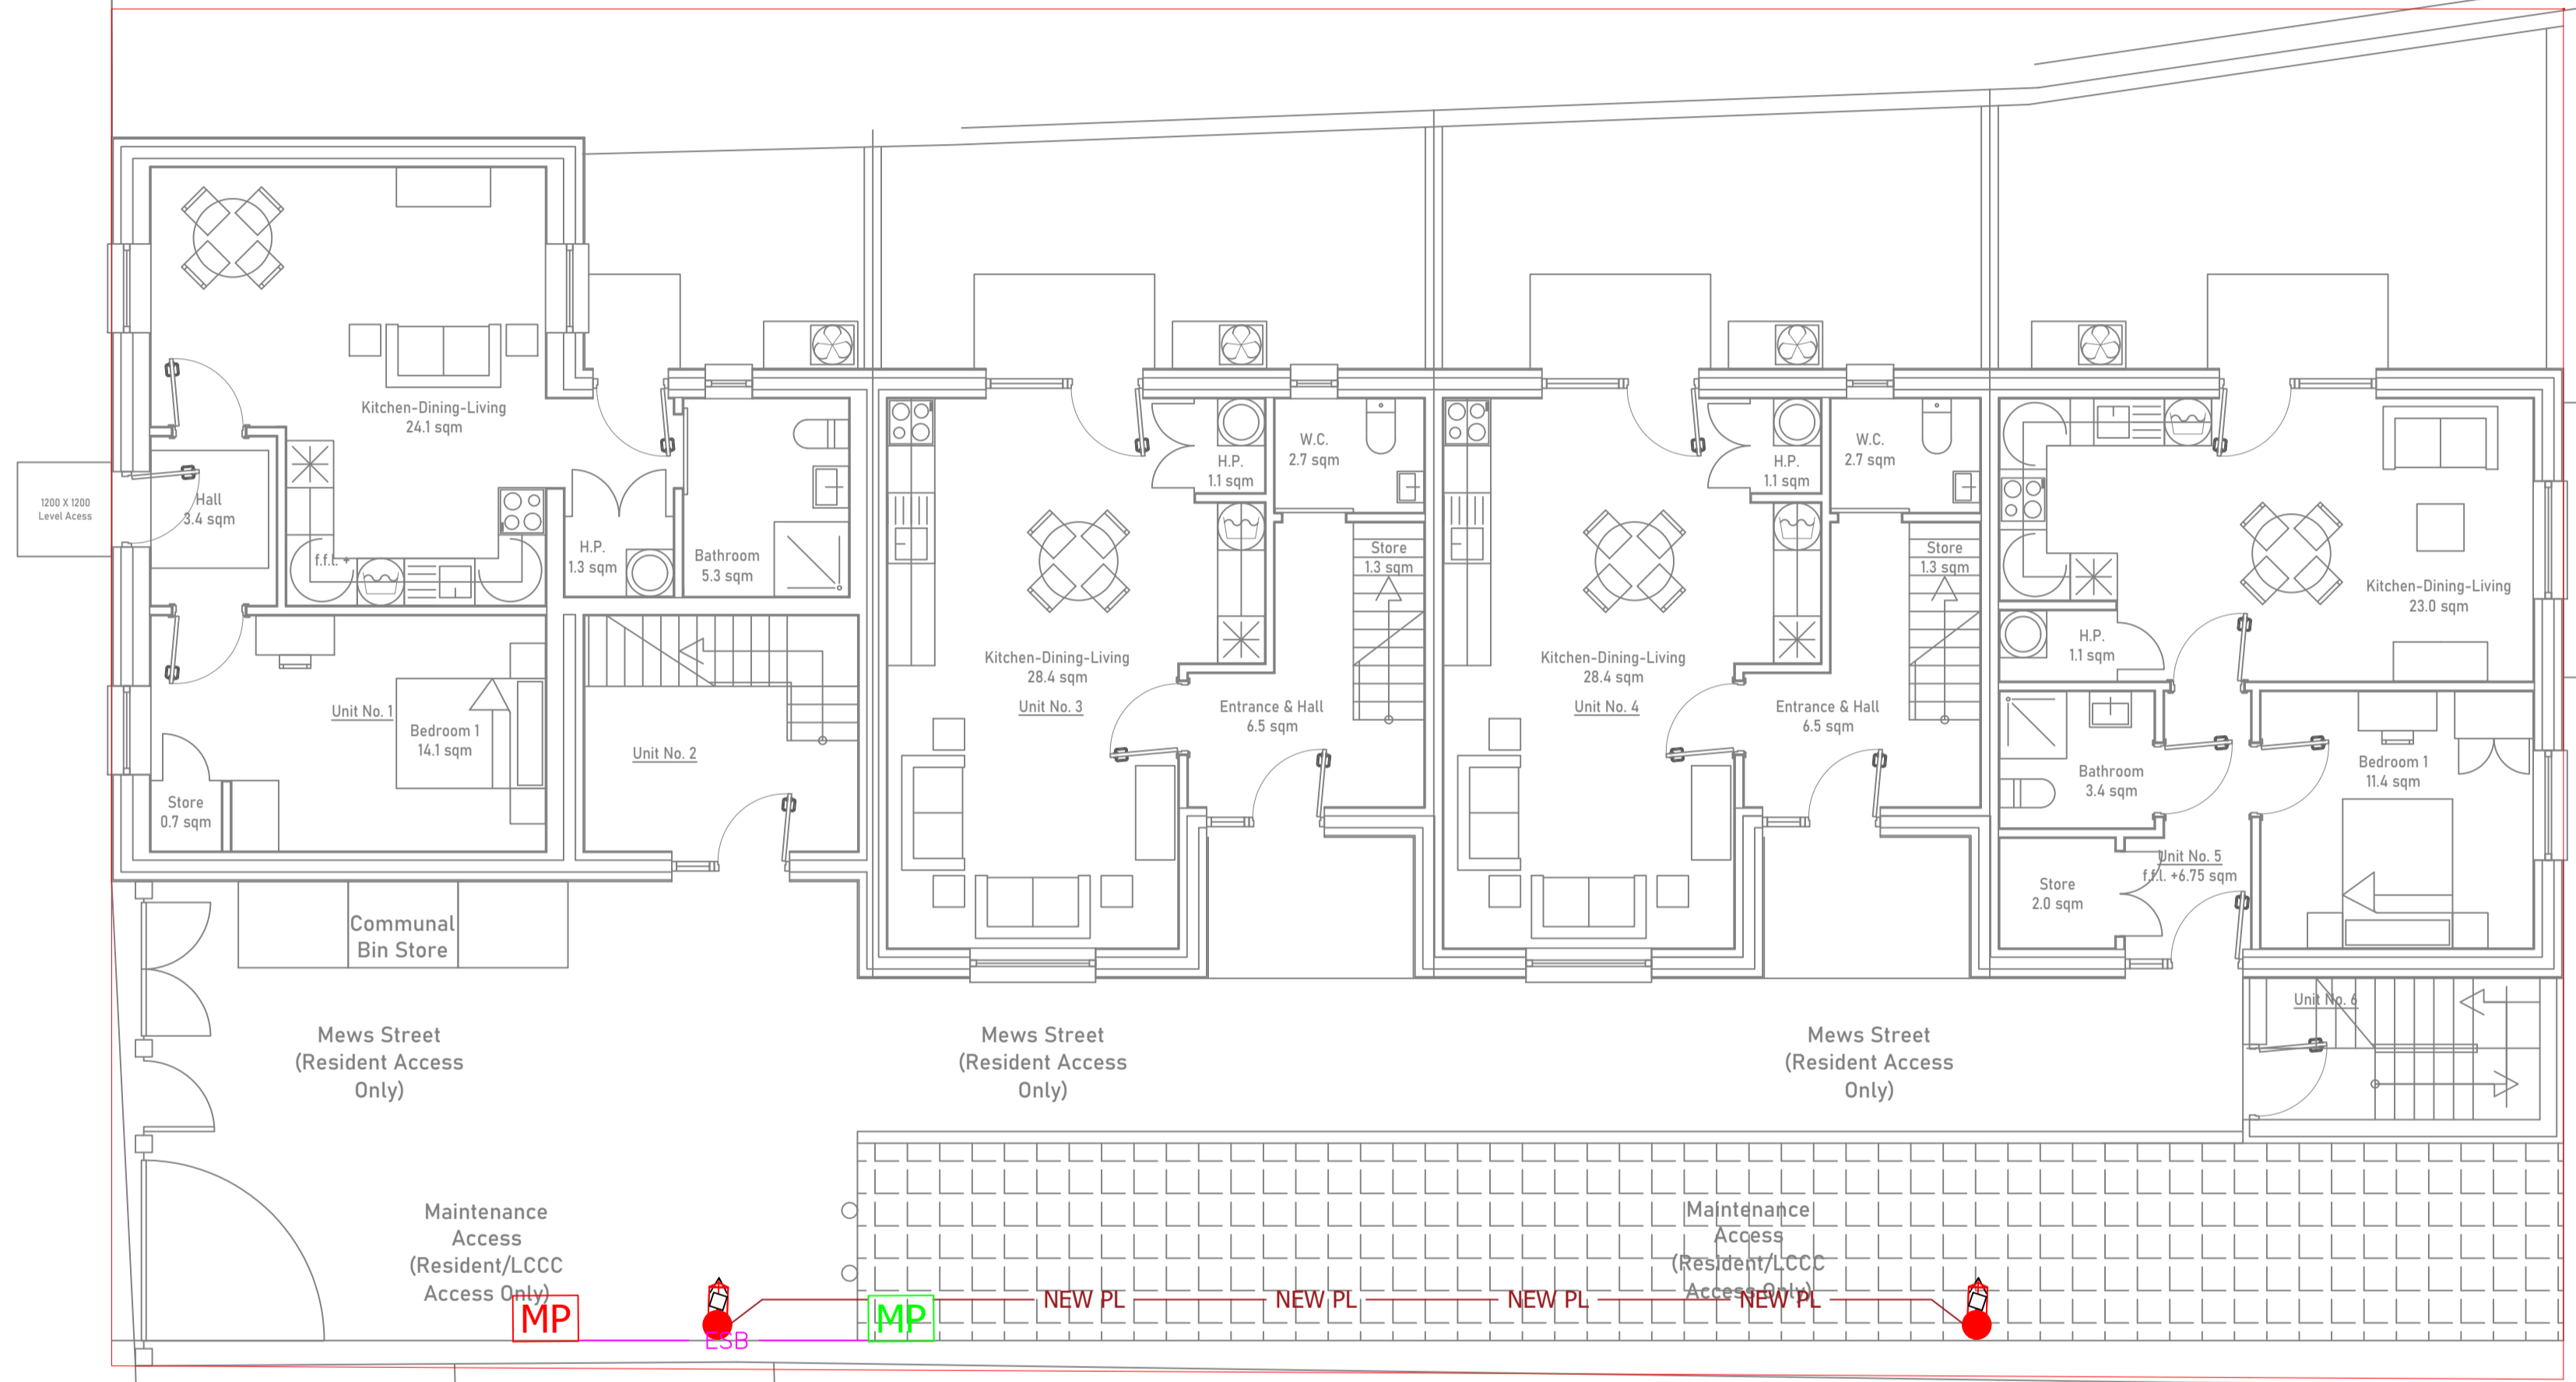 Kitchen-Dining-Living
24.1 sqm
1200 X 1200
Level Acess
Hall
3.4 sqm
f.f.l. +
H.P.
1.3 sqm
Bathroom
5.3 sqm
Unit No. 1
Bedroom 1
14.1 sqm
Store
0.7 sqm
Unit No. 2
H.P.
1.1 sqm
W.C.
2.7 sqm
Store
1.3 sqm
Kitchen-Dining-Living
28.4 sqm
Unit No. 3
Entrance & Hall
6.5 sqm
H.P.
1.1 sqm
W.C.
2.7 sqm
Store
1.3 sqm
Kitchen-Dining-Living
28.4 sqm
Unit No. 4
Entrance & Hall
6.5 sqm
Kitchen-Dining-Living
23.0 sqm
H.P.
1.1 sqm
Bathroom
3.4 sqm
Bedroom 1
11.4 sqm
Unit No. 5
f.f.l. +6.75 sqm
Store
2.0 sqm
Unit No. 6
Communal
Bin Store
Mews Street
(Resident Access
Only)
Mews Street
(Resident Access
Only)
Mews Street
(Resident Access
Only)
Maintenance
Access
(Resident/LCCC
Access Only)
Maintenance
Access
(Resident/LCCC
Access Only)
MP
ESB
MP
NEW PL
NEW PL
NEW PL
NEW PL